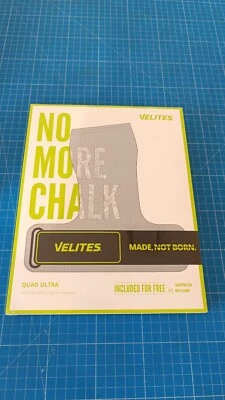 VELITES
NO
MORE
CHALK
VELITES
MADE, NOT BORN.
QUAD ULTRA
INCLUDED FOR FREE